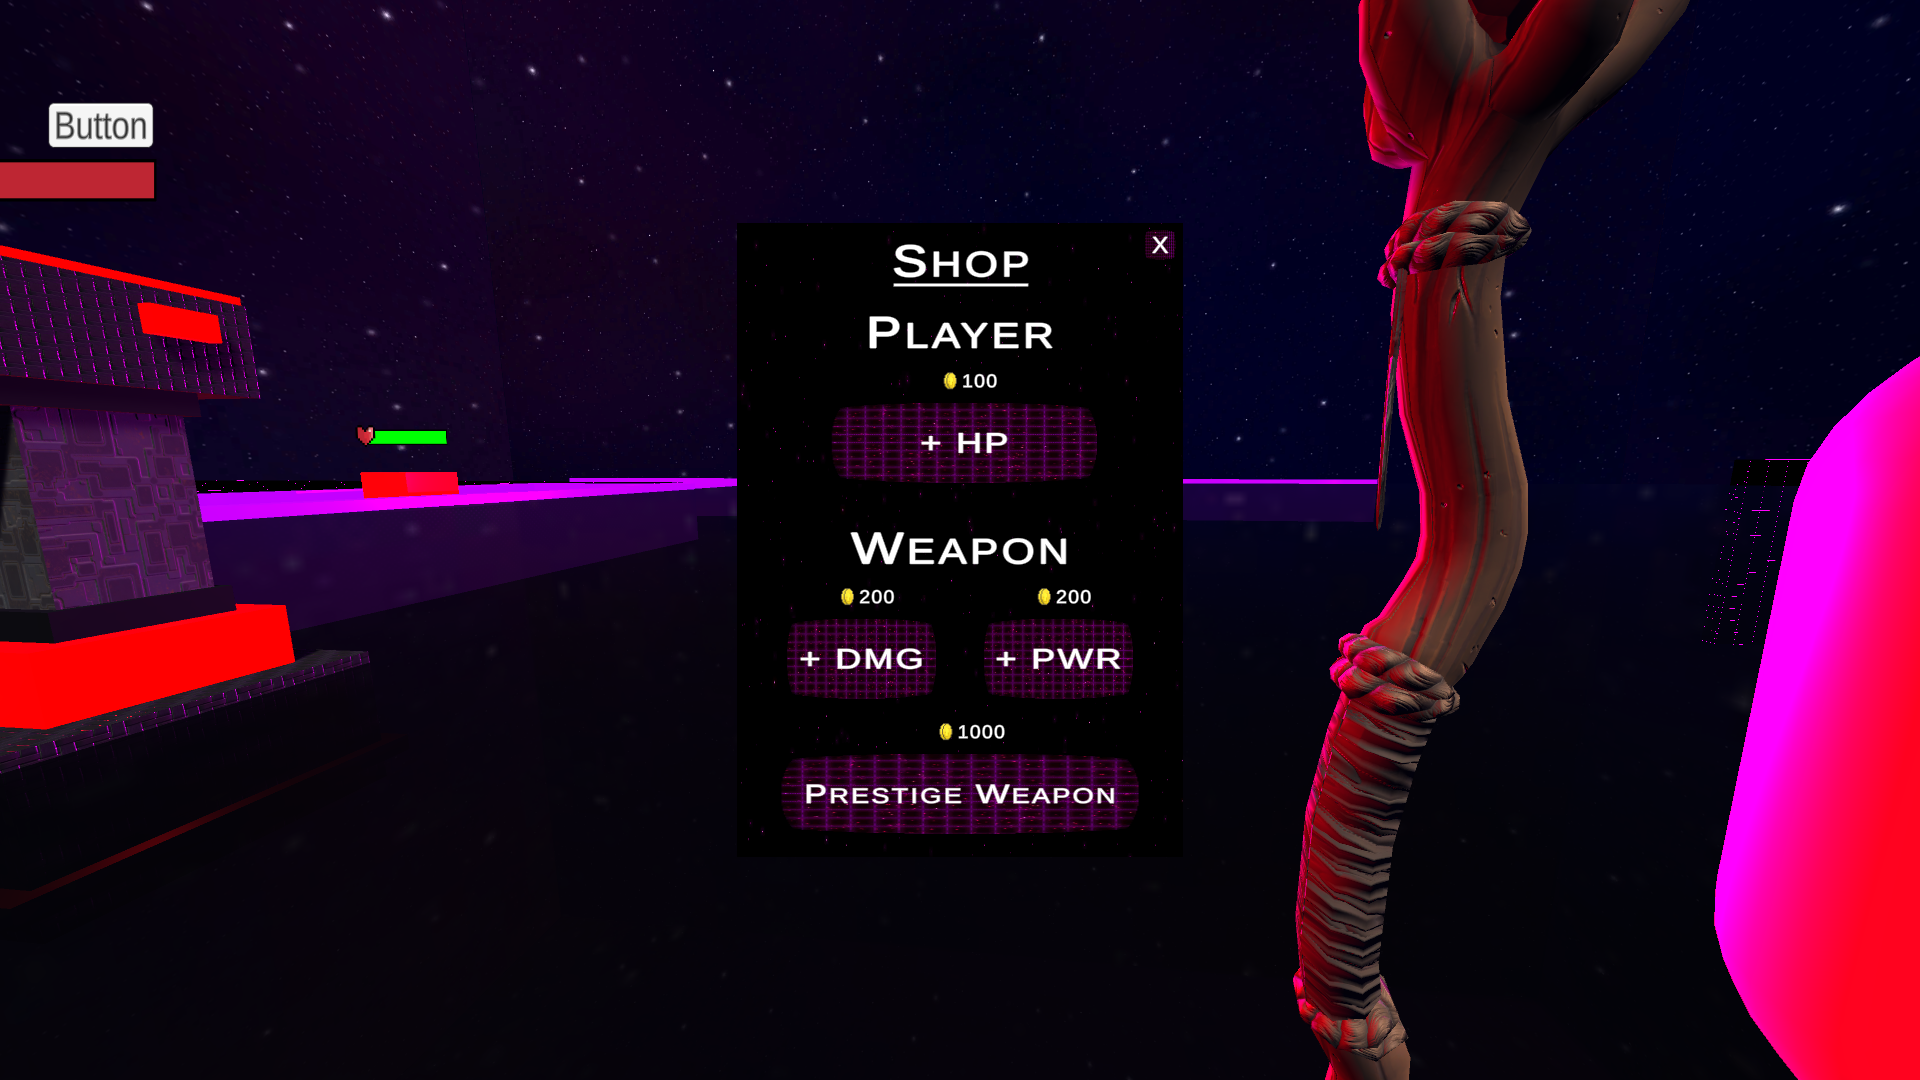 Button
SHOP
X
PLAYER
100
+ HP
WEAPON
200 200
+ DMG + PWR
1000
PRESTIGE WEAPON